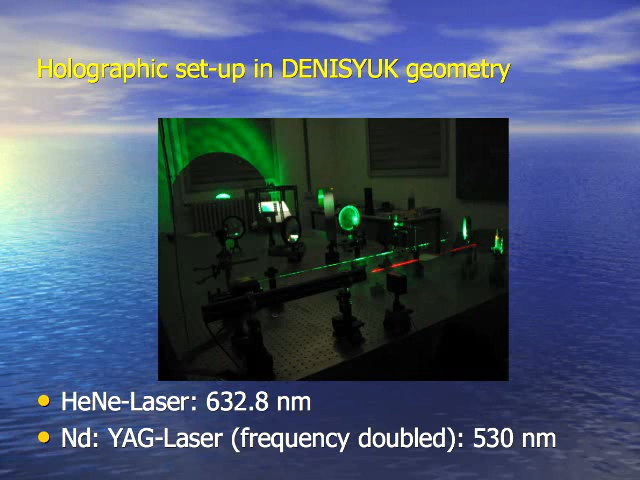 Holographic set-up in DENISYUK geometry
HeNe-Laser: 632.8 nm
Nd: YAG-Laser (frequency doubled): 530 nm